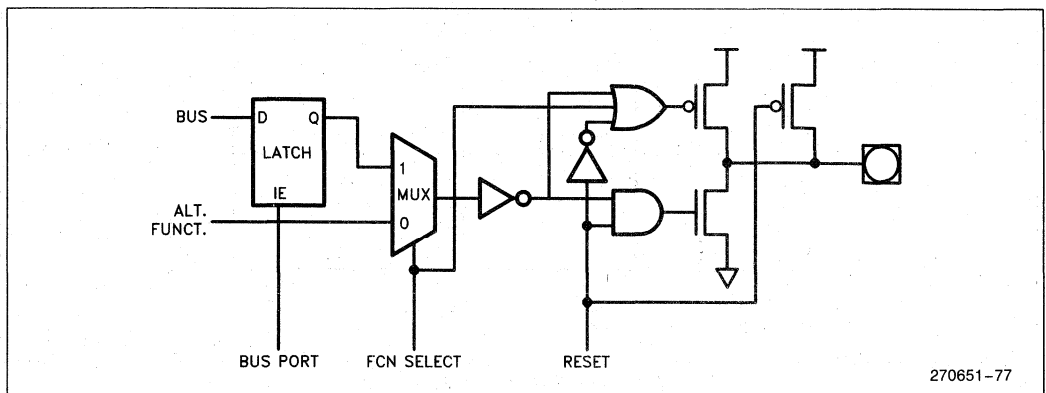 BUS
D
Q
LATCH
IE
ALT.
FUNCT.
1
MUX
0
BUS PORT
FCN SELECT
RESET
270651-77